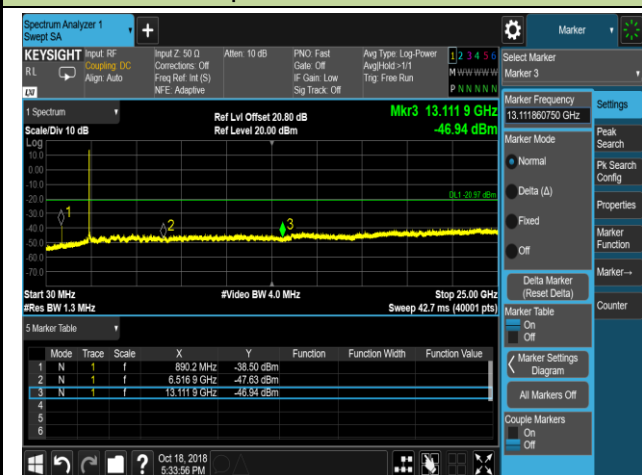 Spectrum Analyzer 1
Swept SA
Marker
KEYSIGHT Input: RF Input Z: 50 Ω Atten: 10 dB PNO: Fast Avg Type: Log-Power 1 2 3 4 5 6
RL Coupling: DC Corrections: Off Gate: Off Avg|Hold:>1/1 M W W W W W
Align: Auto Freq Ref: Int (S) IF Gain: Low Trig: Free Run P N N N N N
NFE: Adaptive Sig Track: Off
Select Marker
Marker 3
1 Spectrum Ref Lvl Offset 20.80 dB Mkr3 13.111 9 GHz
Scale/Div 10 dB Ref Level 20.00 dBm -46.94 dBm
Log
10.0
0.00
-10.0
-20.0
DL1 -20.97 dBm
-30.0
-40.0
-50.0
-60.0
-70.0
1
2
3
Start 30 MHz #Video BW 4.0 MHz Stop 25.00 GHz
#Res BW 1.3 MHz Sweep 42.7 ms (40001 pts)
5 Marker Table
Mode Trace Scale X Y Function Function Width Function Value
1 N 1 f 890.2 MHz -38.50 dBm
2 N 1 f 6.516 9 GHz -47.63 dBm
3 N 1 f 13.111 9 GHz -46.94 dBm
4
5
6
Oct 18, 2018
5:33:56 PM
Marker Frequency
13.111860750 GHz
Marker Mode
Normal
Delta (Δ)
Fixed
Off
Delta Marker
(Reset Delta)
Marker Table
On
Off
Marker Settings
Diagram
All Markers Off
Couple Markers
On
Off
Settings
Peak
Search
Pk Search
Config
Properties
Marker
Function
Marker→
Counter